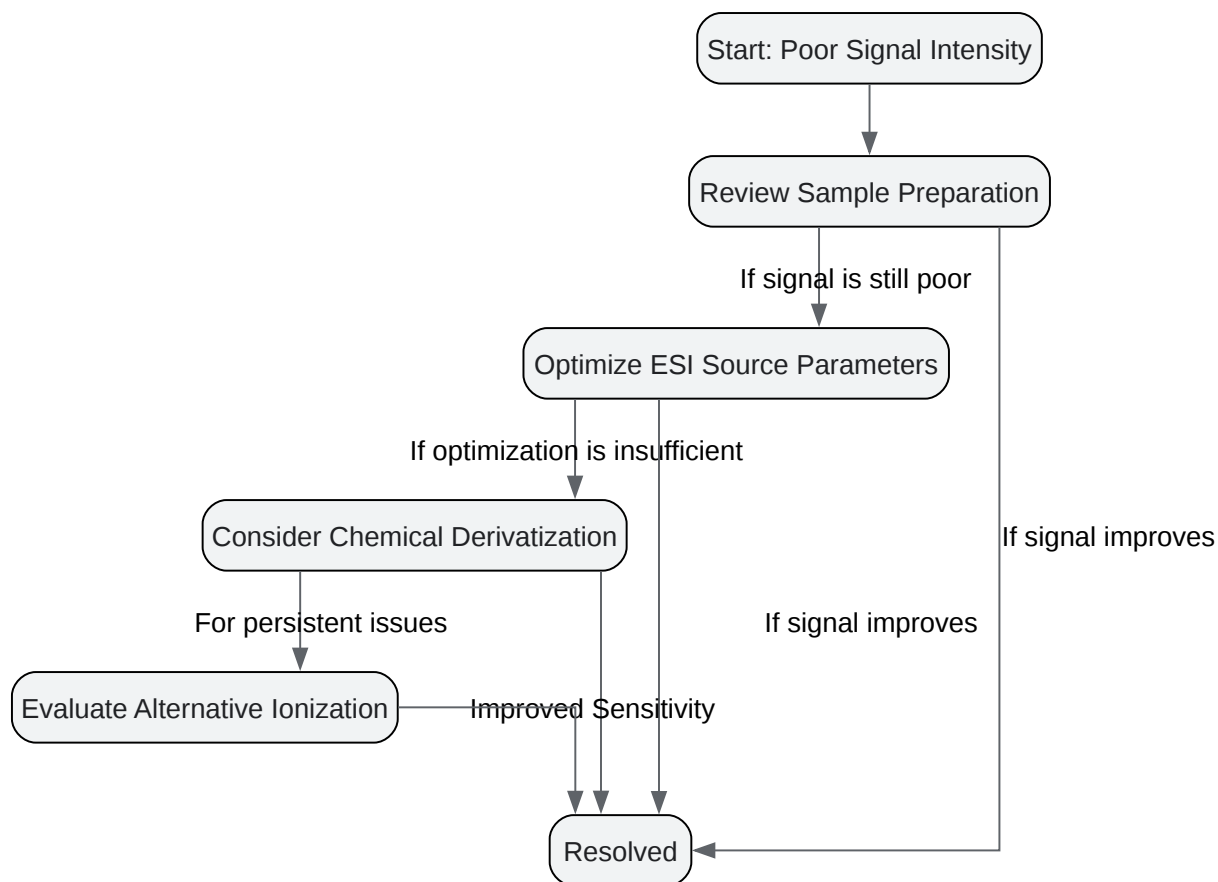 Start: Poor Signal Intensity
Review Sample Preparation
If signal is still poor
Optimize ESI Source Parameters
If optimization is insufficient
Consider Chemical Derivatization
If signal improves
For persistent issues
If signal improves
Evaluate Alternative Ionization
Improved Sensitivity
Resolved